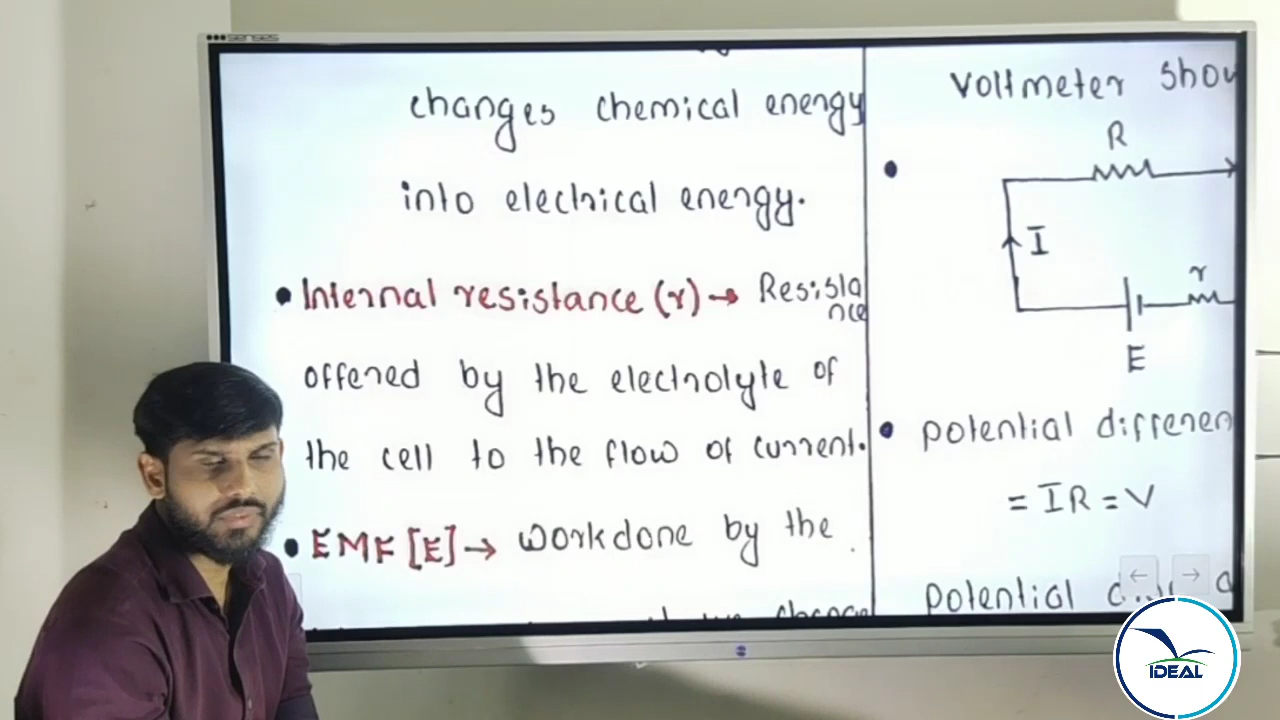 changes chemical energy
into electrical energy.
• Internal resistance (r) → Resista
nce
offered by the electrolyte of
the cell to the flow of current.
• EMF [E] → workdone by the
Voltmeter Show
R
I
r
E
• potential differen
= IR = V
potential
IDEAL